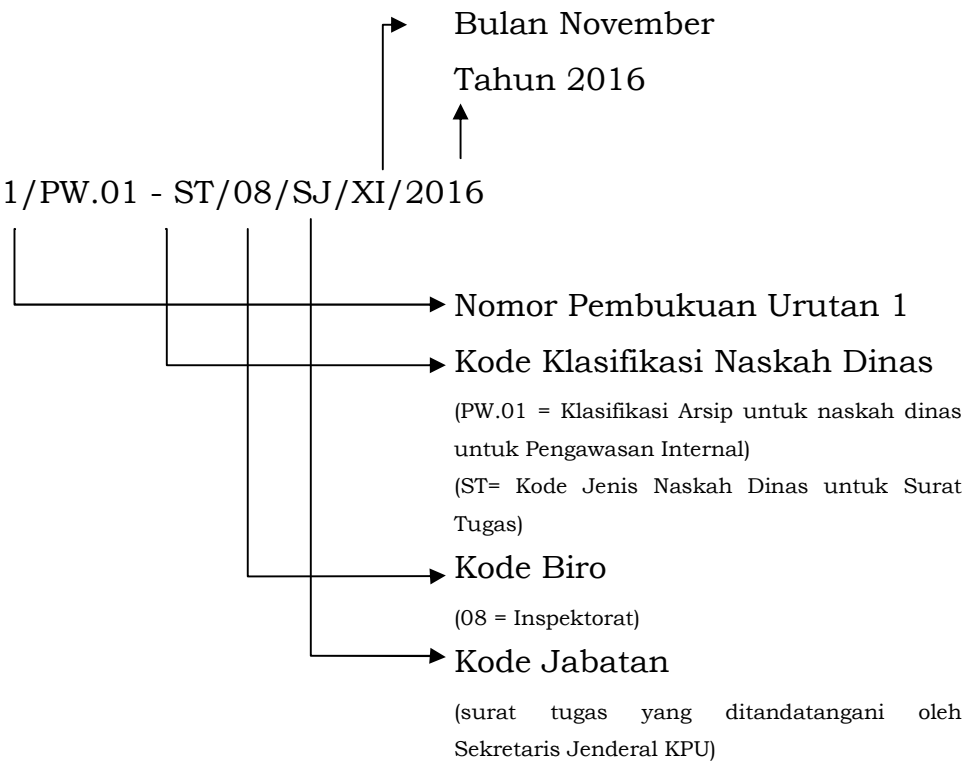 Bulan November
Tahun 2016
1/PW.01 - ST/08/SJ/XI/2016
Nomor Pembukuan Urutan 1
Kode Klasifikasi Naskah Dinas
(PW.01 = Klasifikasi Arsip untuk naskah dinas
untuk Pengawasan Internal)
(ST= Kode Jenis Naskah Dinas untuk Surat
Tugas)
Kode Biro
(08 = Inspektorat)
Kode Jabatan
(surat tugas yang ditandatangani oleh
Sekretaris Jenderal KPU)